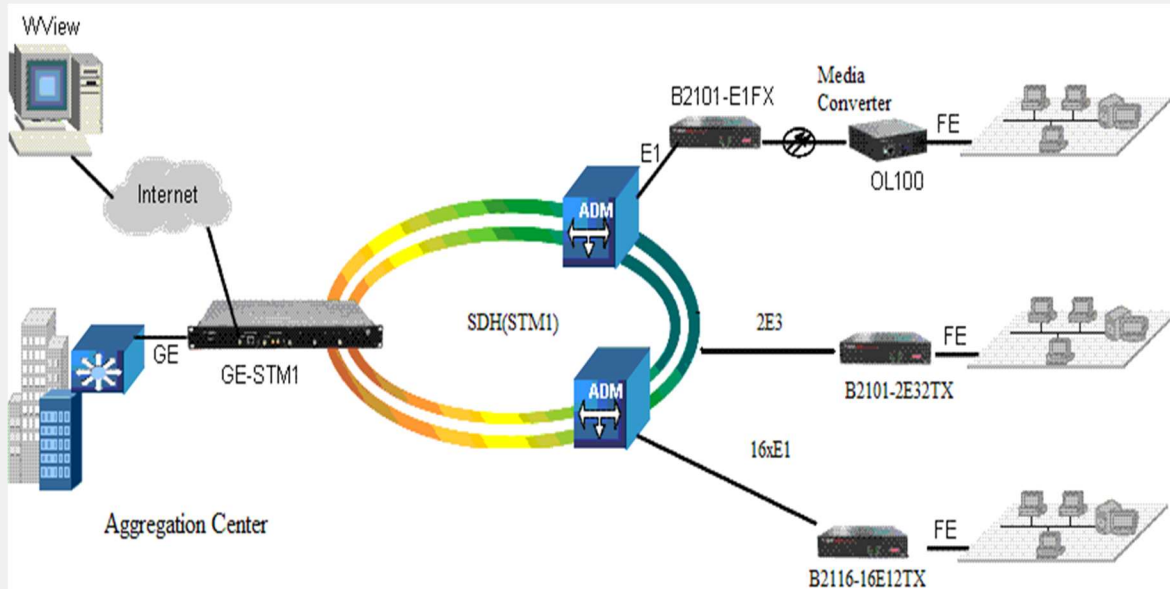 WView
Internet
GE
GE-STM1
Aggregation Center
SDH(STM1)
ADM
ADM
E1
B2101-E1FX
Media
Converter
OL100
FE
2E3
B2101-2E32TX
FE
16xE1
B2116-16E12TX
FE